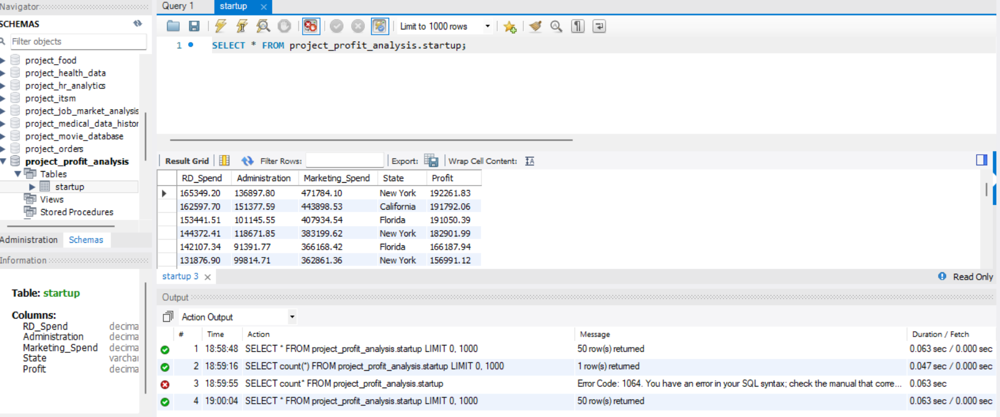 Navigator
SCHEMAS
Filter objects
project_food
project_health_data
project_hr_analytics
project_itsm
project_job_market_analysis
project_medical_data_histor
project_movie_database
project_orders
project_profit_analysis
Tables
startup
Views
Stored Procedures
Administration Schemas
Information
Table: startup
Columns:
RD_Spend decima
Administration decima
Marketing_Spend decima
State varchar
Profit decima
Query 1 startup
Limit to 1000 rows
1 SELECT * FROM project_profit_analysis.startup;
Result Grid Filter Rows: Export: Wrap Cell Content:
RD_Spend Administration Marketing_Spend State Profit
165349.20 136897.80 471784.10 New York 192261.83
162597.70 151377.59 443898.53 California 191792.06
153441.51 101145.55 407934.54 Florida 191050.39
144372.41 118671.85 383199.62 New York 182901.99
142107.34 91391.77 366168.42 Florida 166187.94
131876.90 99814.71 362861.36 New York 156991.12
startup 3 Read Only
Output
Action Output
# Time Action Message Duration / Fetch
1 18:58:48 SELECT * FROM project_profit_analysis.startup LIMIT 0, 1000 50 row(s) returned 0.063 sec / 0.000 sec
2 18:59:16 SELECT count(*) FROM project_profit_analysis.startup LIMIT 0, 1000 1 row(s) returned 0.047 sec / 0.000 sec
3 18:59:55 SELECT count* FROM project_profit_analysis.startup Error Code: 1064. You have an error in your SQL syntax; check the manual that corre... 0.063 sec
4 19:00:04 SELECT * FROM project_profit_analysis.startup LIMIT 0, 1000 50 row(s) returned 0.063 sec / 0.000 sec